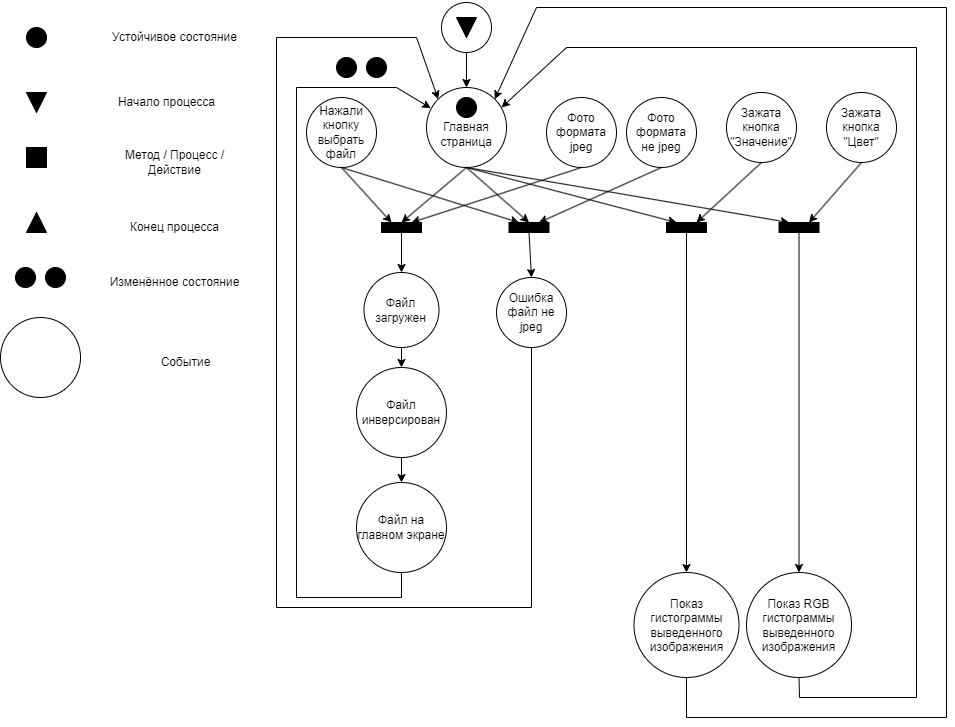 Устойчивое состояние
Начало процесса
Метод / Процесс /
Действие
Конец процесса
Изменённое состояние
Событие
Нажали
кнопку
выбрать
файл
Главная
страница
Фото
формата
jpeg
Фото
формата
не jpeg
Зажата
кнопка
"Значение"
Зажата
кнопка
"Цвет"
Файл
загружен
Ошибка
файл не
jpeg
Файл
инверсирован
Файл на
главном экране
Показ
гистограммы
выведенного
изображения
Показ RGB
гистограммы
выведенного
изображения